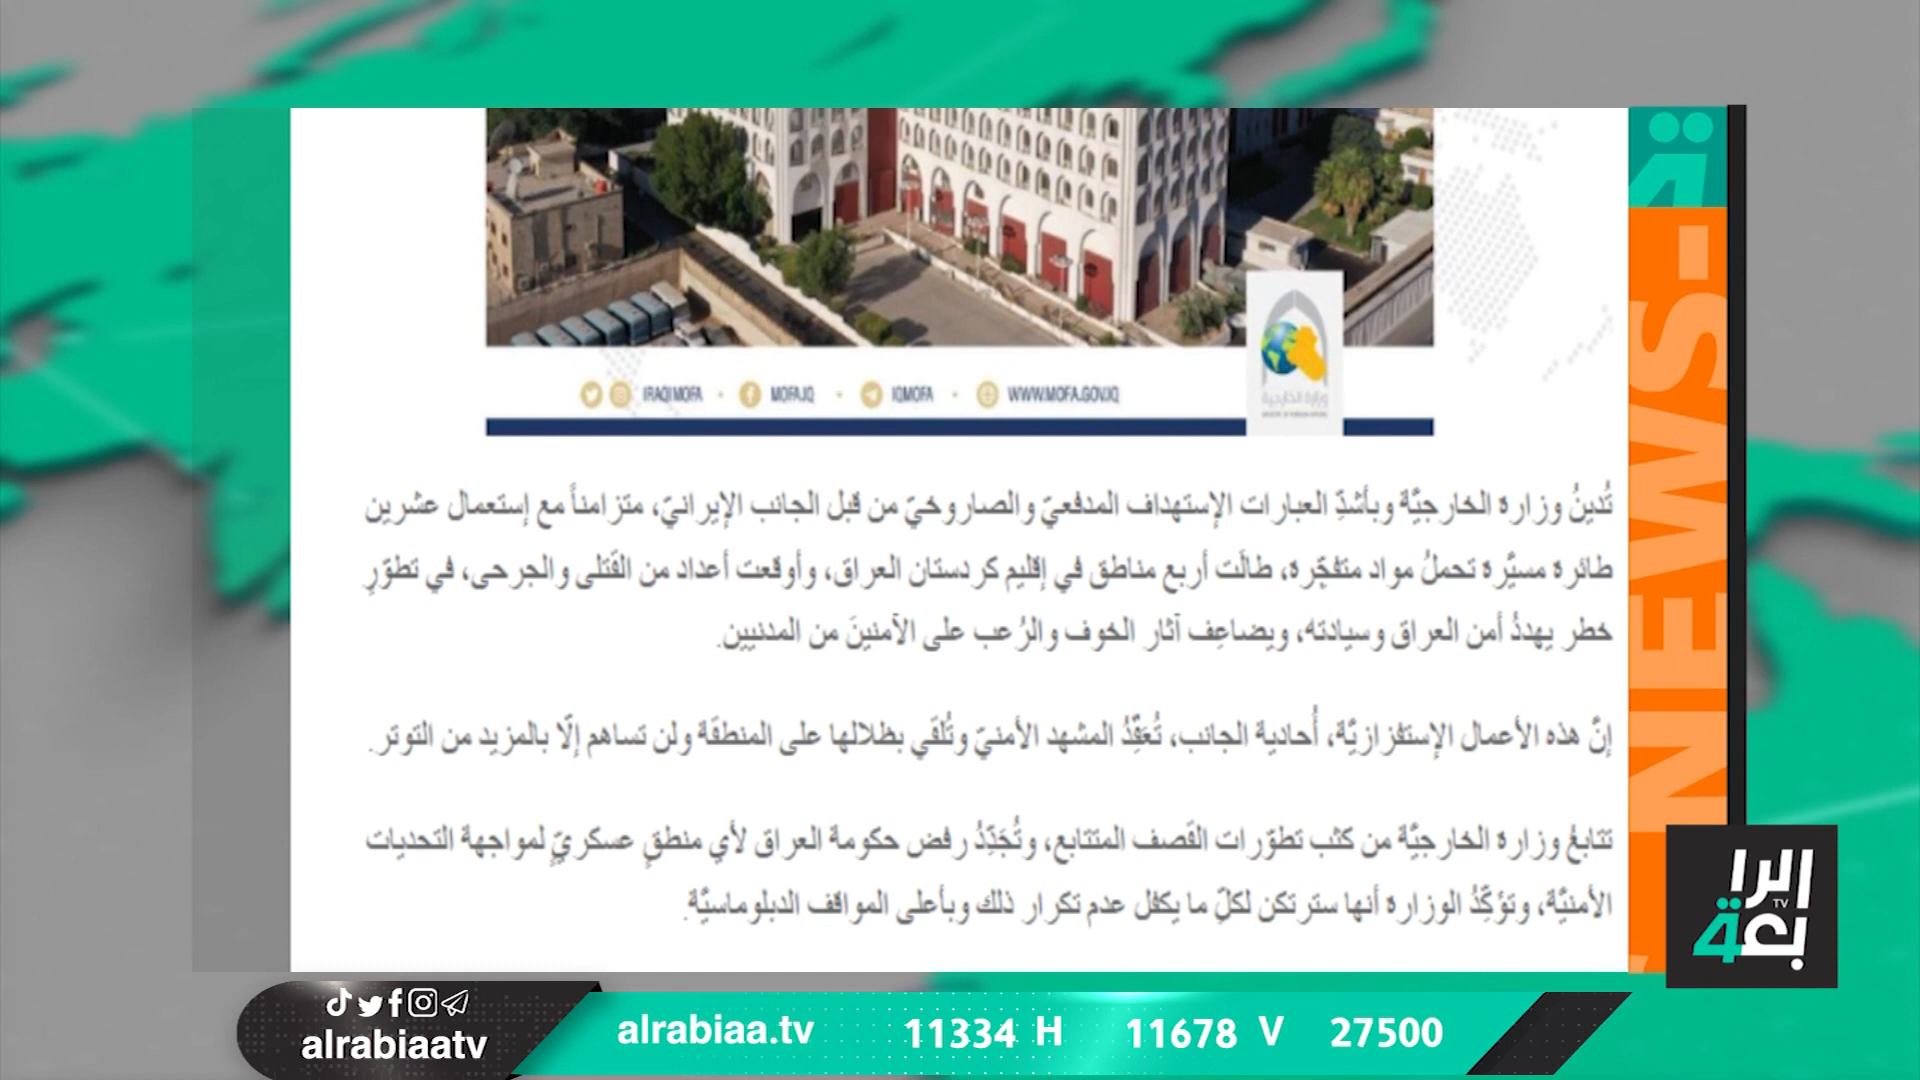 IRAQIMOFA • MOFAIQ • IQMOFA • WWW.MOFA.GOV.IQ
وزارة الخارجية
تُدينُ وزارة الخارجيَّة وبأشدِّ العبارات الإستهداف المدفعيّ والصاروخيّ من قبل الجانب الإيرانيّ، متزامناً مع إستعمال عشرين
طائرة مسيَّرة تحملُ مواد متفجّرة، طالَت أربع مناطق في إقليم كردستان العراق، وأوقعت أعداد من القتلى والجرحى، في تطوّرٍ
خطر يهددُ أمن العراق وسيادته، ويضاعِف آثار الخوف والرُعب على الآمنينَ من المدنيين.
إنَّ هذه الأعمال الإستفزازيَّة، أُحادية الجانب، تُعَقِّدُ المشهد الأمنيّ وتُلقي بظلالها على المنطقة ولن تساهم إلّا بالمزيد من التوتر.
تتابعُ وزارة الخارجيَّة من كثب تطوّرات القصف المتتابع، وتُجَدِّدُ رفض حكومة العراق لأي منطقٍ عسكريٍّ لمواجهة التحديات
الأمنيَّة، وتؤكِّدُ الوزارة أنها سترتكن لكلِّ ما يكفل عدم تكرار ذلك وبأعلى المواقف الدبلوماسيَّة.
NEWS-
الرا
TV
بعة
alrabiaatv
alrabiaa.tv 11334 H 11678 V 27500